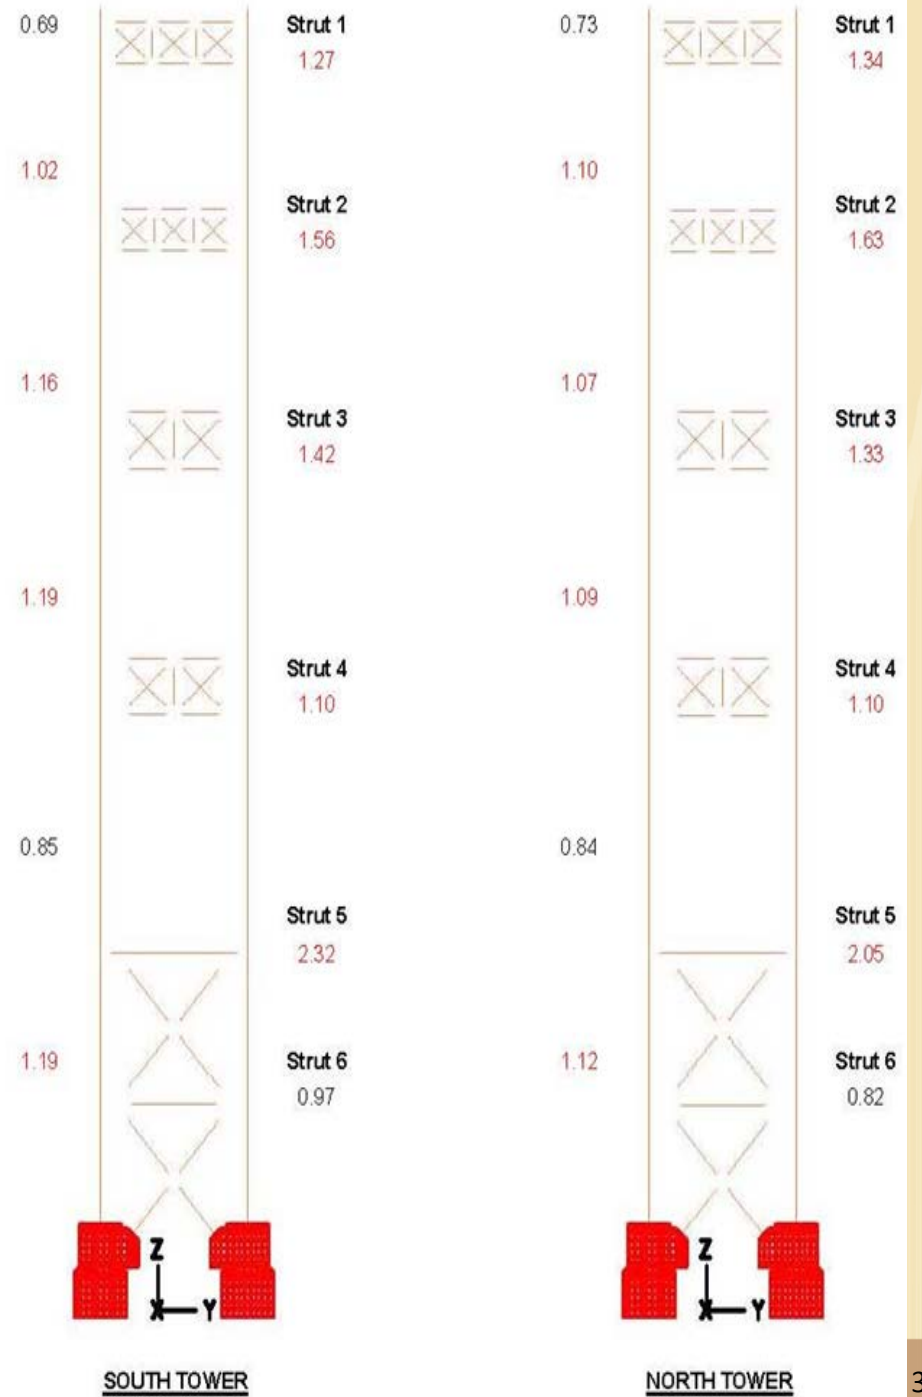 0.69
Strut 1
1.27
1.02
Strut 2
1.56
1.16
Strut 3
1.42
1.19
Strut 4
1.10
0.85
Strut 5
2.32
1.19
Strut 6
0.97
Z
X Y
SOUTH TOWER
0.73
Strut 1
1.34
1.10
Strut 2
1.63
1.07
Strut 3
1.33
1.09
Strut 4
1.10
0.84
Strut 5
2.05
1.12
Strut 6
0.82
Z
X Y
NORTH TOWER
3